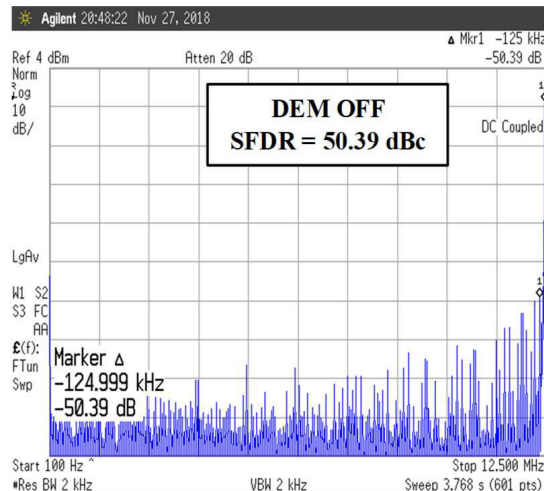 Agilent 20:48:22 Nov 27, 2018
Δ Mkr1 -125 kHz
Ref 4 dBm Atten 20 dB -50.39 dB
Norm
Log
10
dB/
1
DEM OFF
SFDR = 50.39 dBc
DC Coupled
LgAv
1
W1 S2
S3 FC
AA
£(f):
FTun
Swp
Marker Δ
-124.999 kHz
-50.39 dB
Start 100 Hz ^ Stop 12.500 MHz
#Res BW 2 kHz VBW 2 kHz Sweep 3.768 s (601 pts)